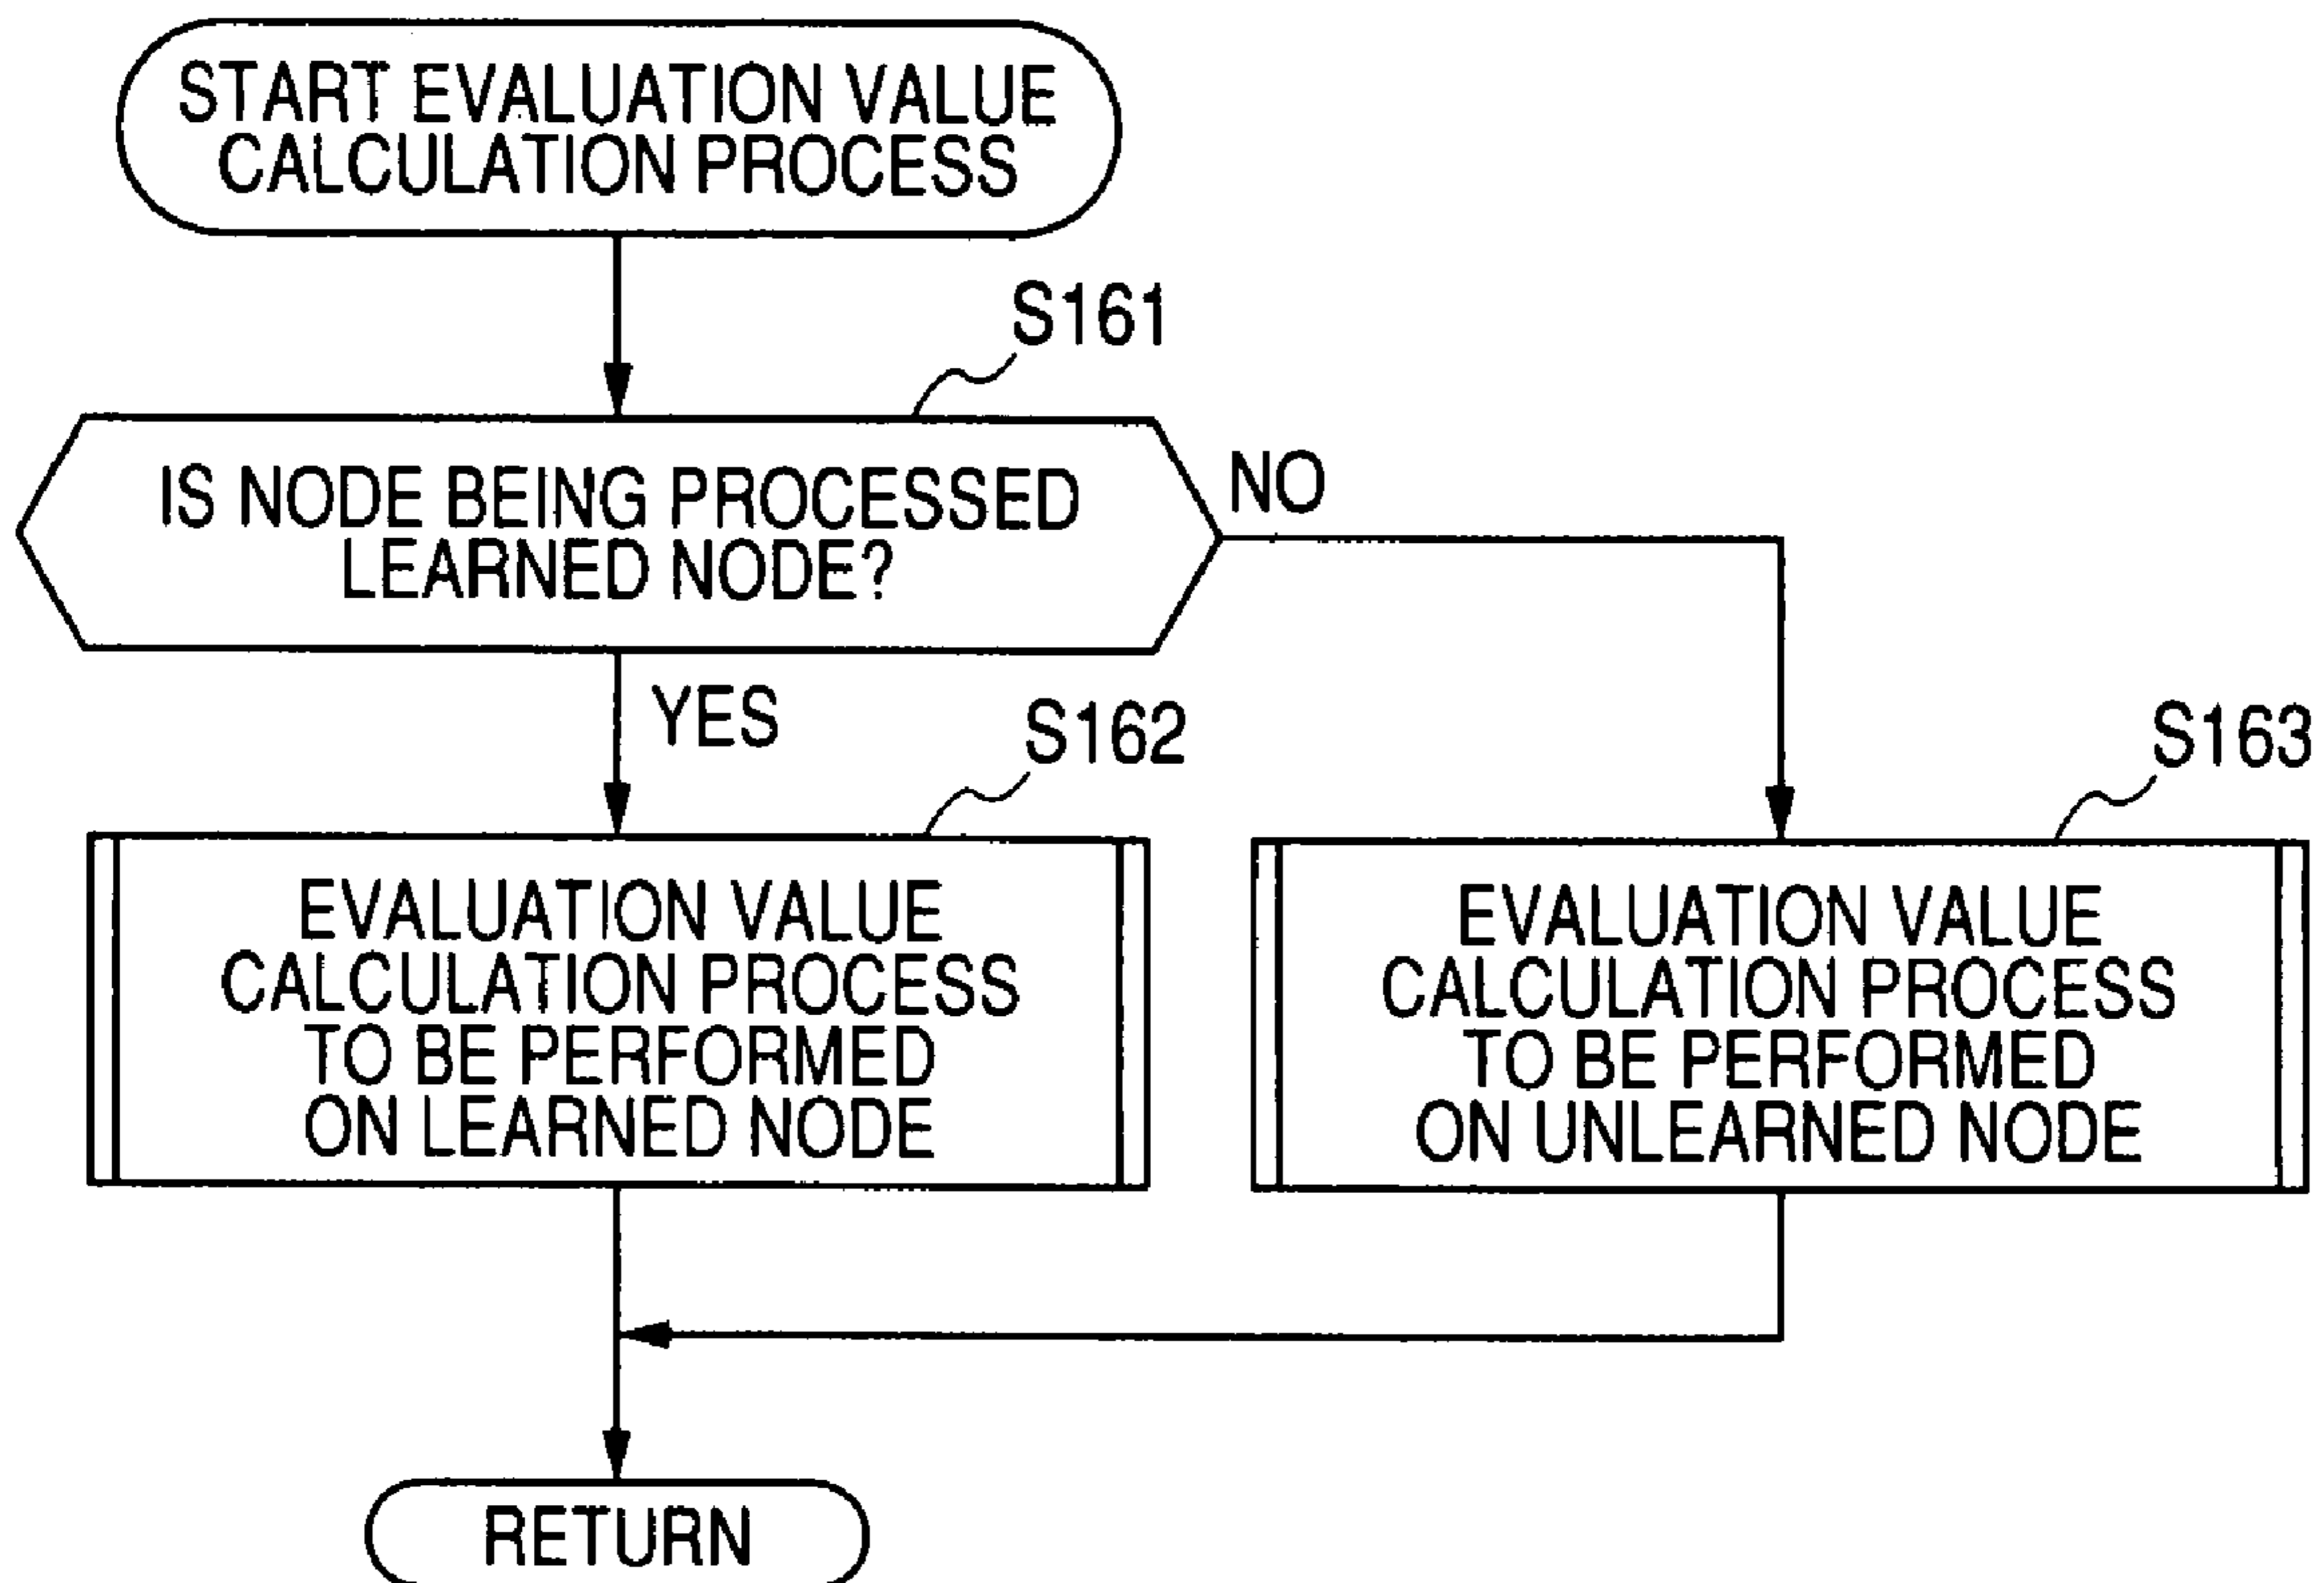 START EVALUATION VALUE
CALCULATION PROCESS
S161
IS NODE BEING PROCESSED
LEARNED NODE?
NO
YES
S162
EVALUATION VALUE
CALCULATION PROCESS
TO BE PERFORMED
ON LEARNED NODE
S163
EVALUATION VALUE
CALCULATION PROCESS
TO BE PERFORMED
ON UNLEARNED NODE
RETURN